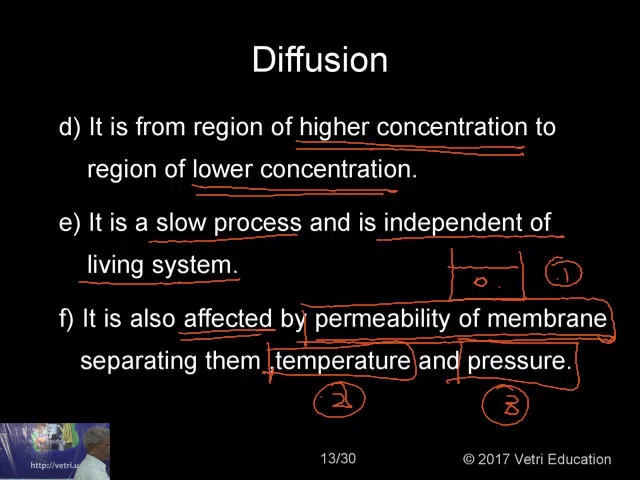 Diffusion
d) It is from region of higher concentration to
region of lower concentration.
e) It is a slow process and is independent of
living system.
1
f) It is also affected by permeability of membrane
separating them ,temperature and pressure.
2 3
13/30 © 2017 Vetri Education
http://vetri.u